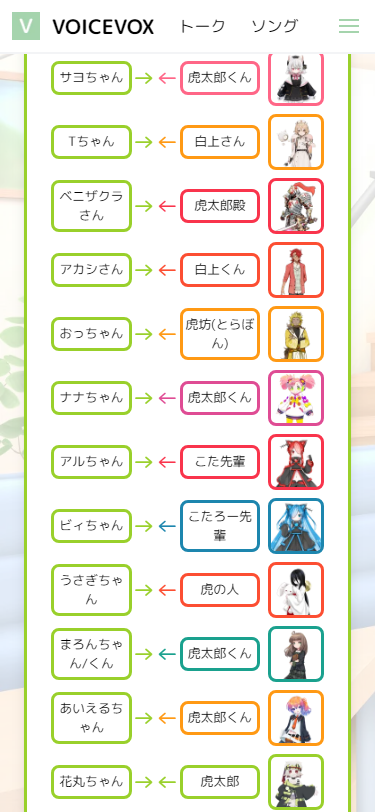 V VOICEVOX トーク ソング
サヨちゃん 虎太郎くん
Tちゃん 白上さん
ベニザクラ
さん
虎太郎殿
アカシさん 白上くん
おっちゃん
虎坊(とらぼ
ん)
ナナちゃん 虎太郎くん
アルちゃん こた先輩
ビィちゃん
こたろー先
輩
うさぎちゃ
ん
虎の人
まろんちゃ
ん/くん
虎太郎くん
あいえるち
ゃん
虎太郎くん
花丸ちゃん 虎太郎